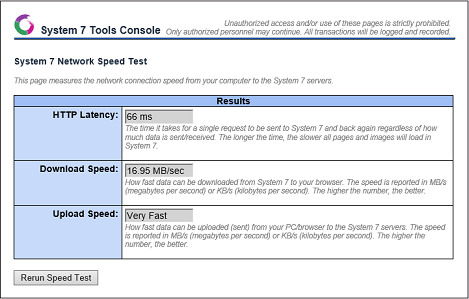 System 7 Tools Console
Unauthorized access and/or use of these pages is strictly prohibited.
Only authorized personnel may continue. All transactions will be logged and recorded.
System 7 Network Speed Test
This page measures the network connection speed from your computer to the System 7 servers.
Results
HTTP Latency:
66 ms
The time it takes for a single request to be sent to System 7 and back again regardless of how
much data is sent/received. The longer the time, the slower all pages and images will load in
System 7.
Download Speed:
16.95 MB/sec
How fast data can be downloaded from System 7 to your browser. The speed is reported in MB/s
(megabytes per second) or KB/s (kilobytes per second). The higher the number, the better.
Upload Speed:
Very Fast
How fast data can be uploaded (sent) from your PC/browser to the System 7 servers. The speed
is reported in MB/s (megabytes per second) or KB/s (kilobytes per second). The higher the
number, the better.
Rerun Speed Test